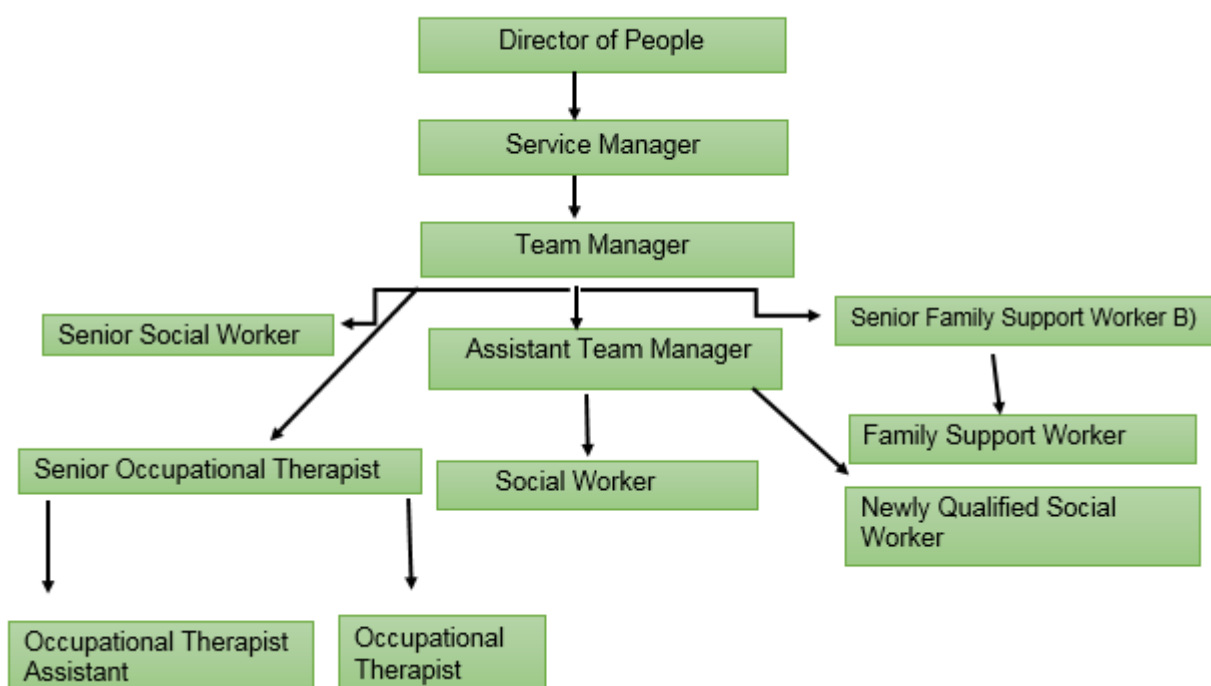 Director of People
Service Manager
Team Manager
Senior Social Worker
Assistant Team Manager
Senior Family Support Worker B)
Family Support Worker
Senior Occupational Therapist
Social Worker
Newly Qualified Social
Worker
Occupational Therapist
Assistant
Occupational
Therapist